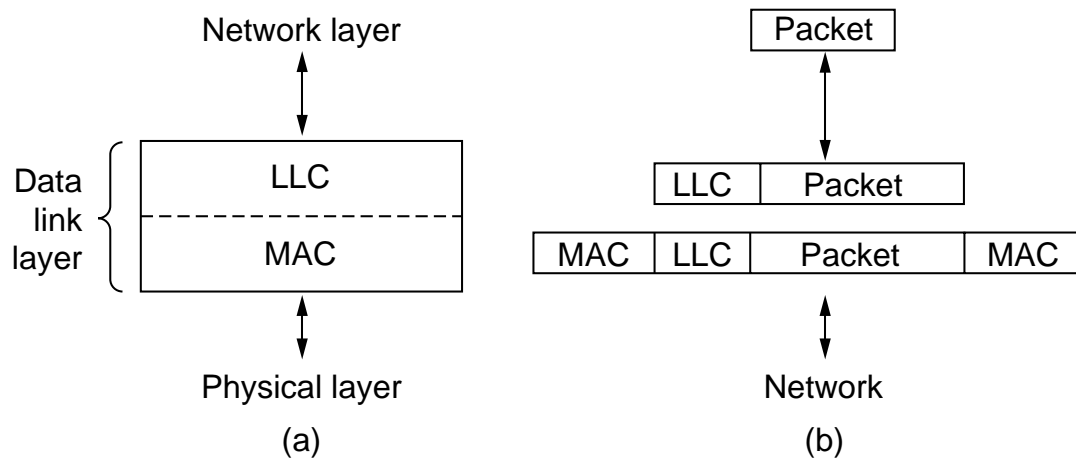 Network layer
Data
link
layer
LLC
MAC
Physical layer
(a)
Packet
LLC Packet
MAC LLC Packet MAC
Network
(b)